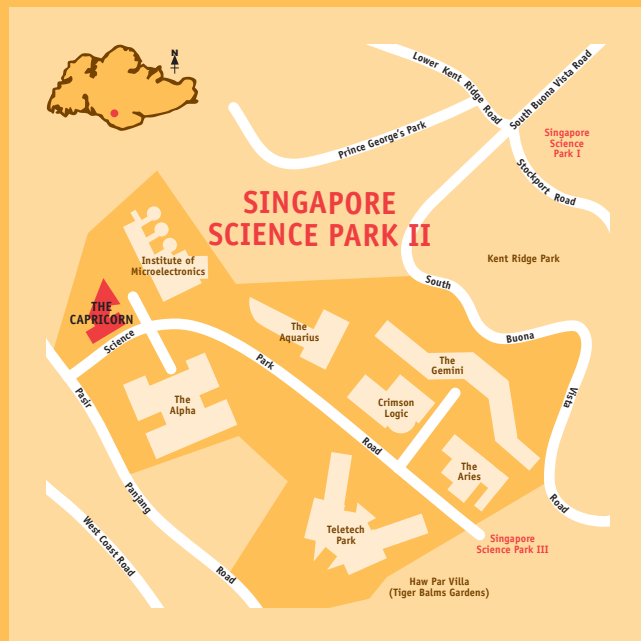 N
Lower Kent Ridge Road
South Buona Vista Road
Prince George's Park
Singapore
Science
Park I
Stockport Road
SINGAPORE
SCIENCE PARK II
Kent Ridge Park
Institute of
Microelectronics
South Buona Vista Road
THE
CAPRICORN
Science Park Road
The
Aquarius
The
Gemini
Crimson
Logic
The
Alpha
Pasir Panjang Road
The
Aries
West Coast Road
Teletech
Park
Singapore
Science Park III
Haw Par Villa
(Tiger Balms Gardens)